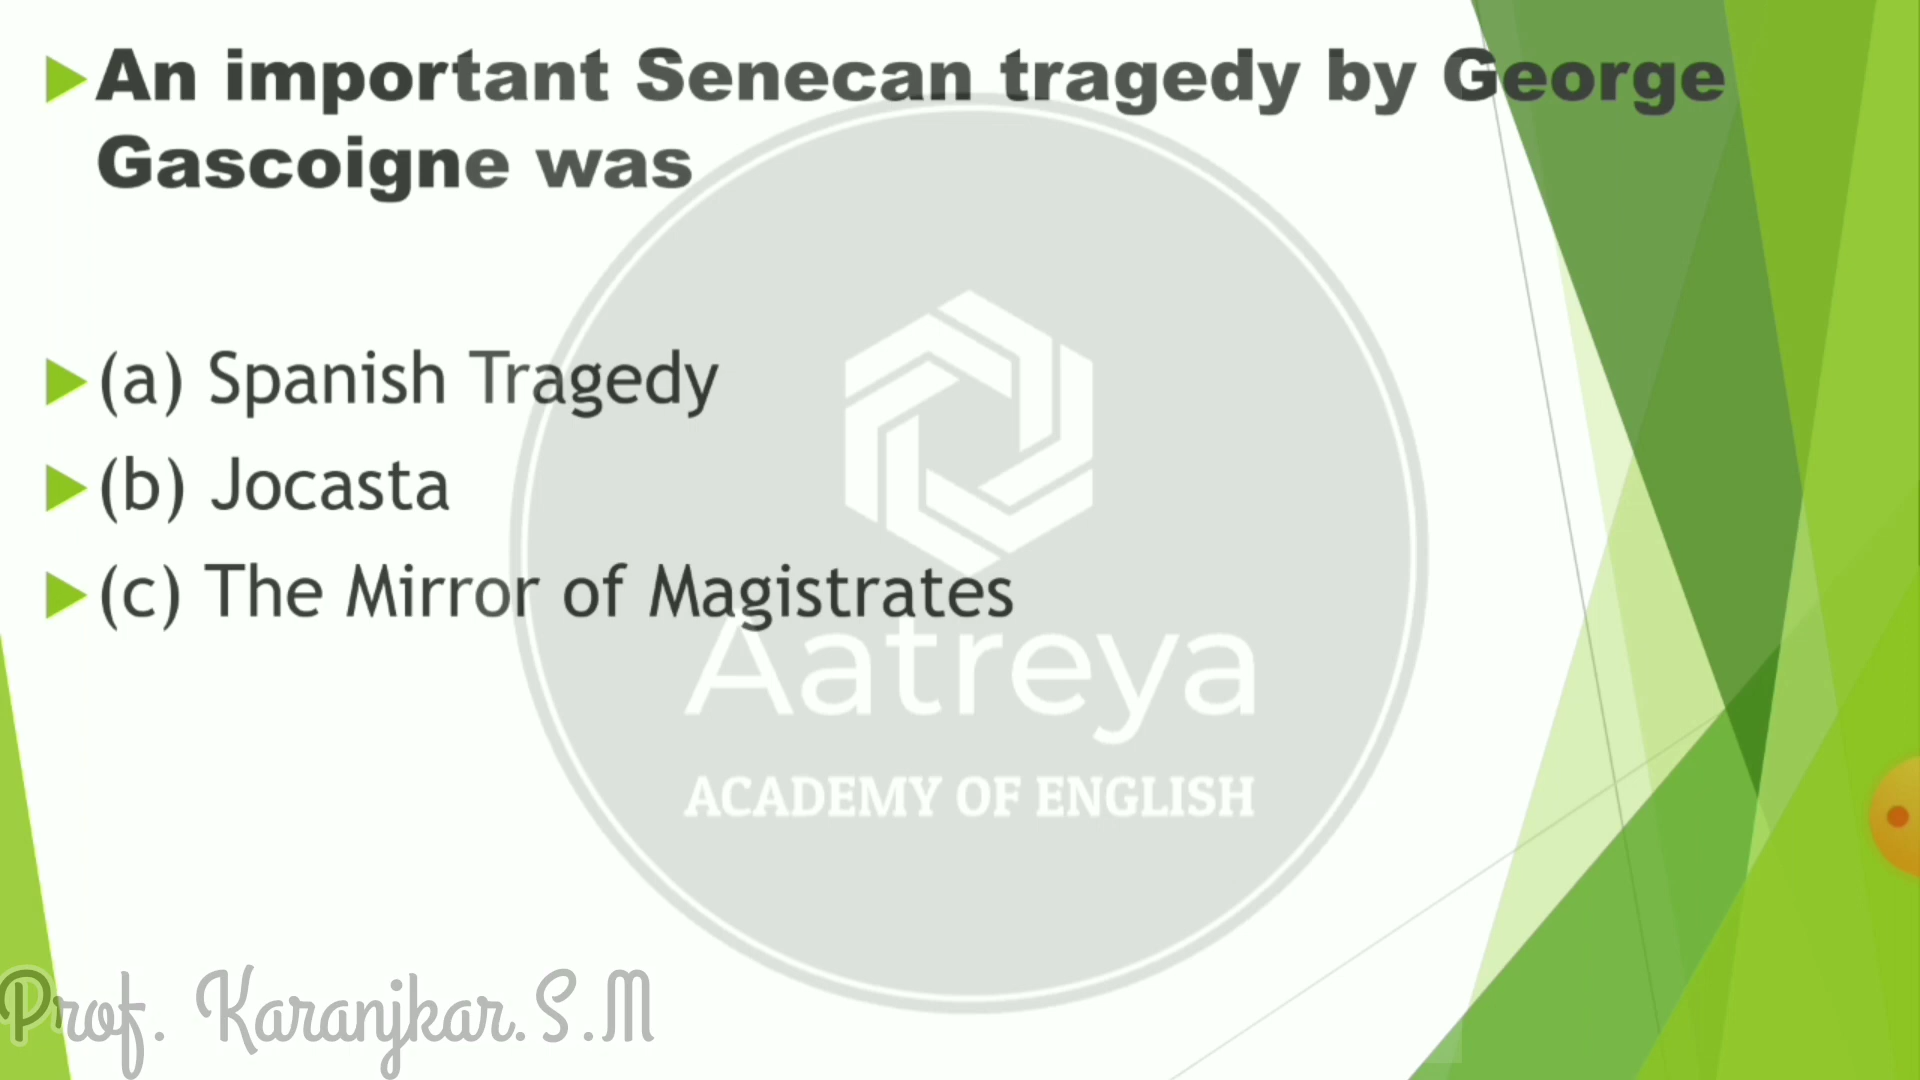 An important Senecan tragedy by George
Gascoigne was
(a) Spanish Tragedy
(b) Jocasta
(c) The Mirror of Magistrates
Aatreya
ACADEMY OF ENGLISH
Prof. Karanjkar.S.M